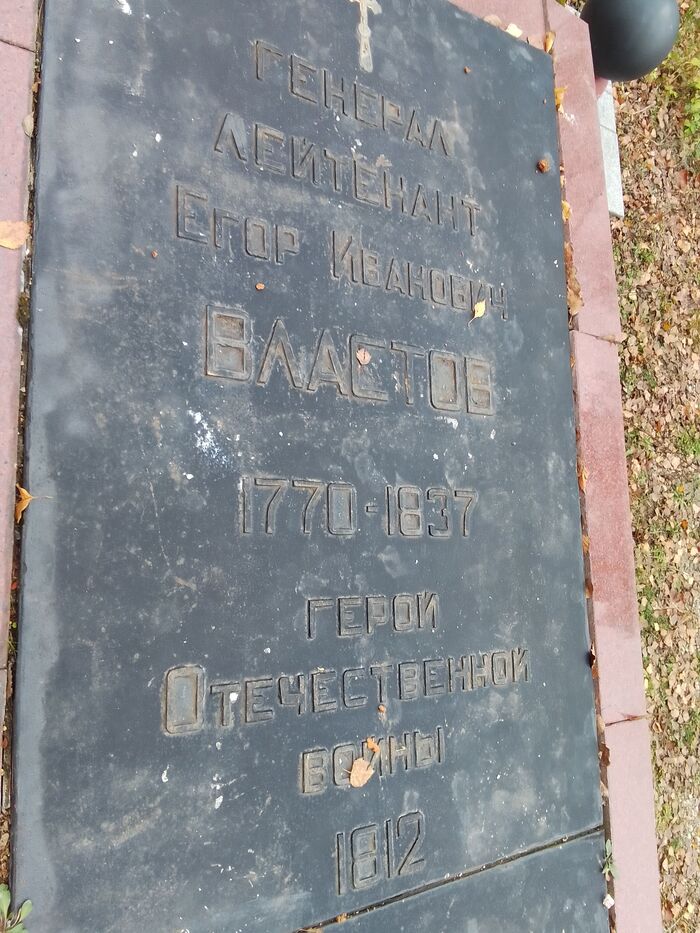 ГЕНЕРАЛ
ЛЕЙТЕНАНТ
ЕГОР ИВАНОВИЧ
ВЛАСТОВ
1770-1837
ГЕРОЙ
ОТЕЧЕСТВЕННОЙ
ВОЙНЫ
1812